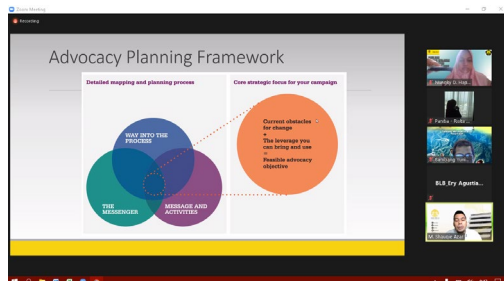 Zoom Meeting
Recording
Advocacy Planning Framework
Detailed mapping and planning process
Core strategic focus for your campaign
WAY INTO THE
PROCESS
THE
MESSENGER
MESSAGE AND
ACTIVITIES
Current obstacles
for change
+
The leverage you
can bring and use
=
Feasible advocacy
objective
BLB_Ery Agustia...